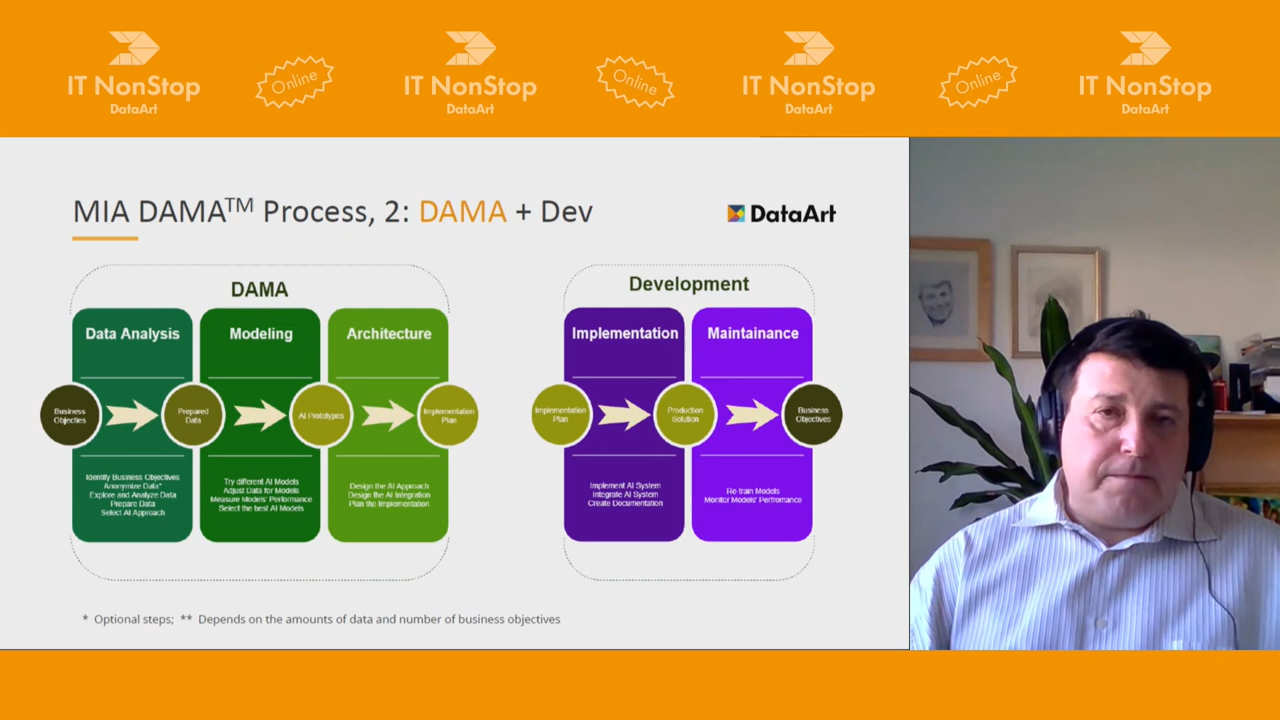 IT NonStop
DataArt
Online
IT NonStop
DataArt
Online
IT NonStop
DataArt
Online
IT NonStop
DataArt
MIA DAMA™ Process, 2: DAMA + Dev
DataArt
DAMA
Data Analysis
Modeling
Architecture
Business
Objecties
Prepared
Data
AI Prototypes
Implementation
Plan
Identify Business Objectives
Anonymize Data*
Explore and Analyze Data
Prepare Data
Select AI Approach
Try different AI Models
Adjust Data for Models
Measure Models' Performance
Select the best AI Models
Design the AI Approach
Design the AI Integration
Plan the Implementation
Development
Implementation
Maintainance
Implementation
Plan
Production
Solution
Business
Objectives
Implement AI System
Integrate AI System
Create Documentation
Re-train Models
Monitor Models' Perfromance
* Optional steps; ** Depends on the amounts of data and number of business objectives